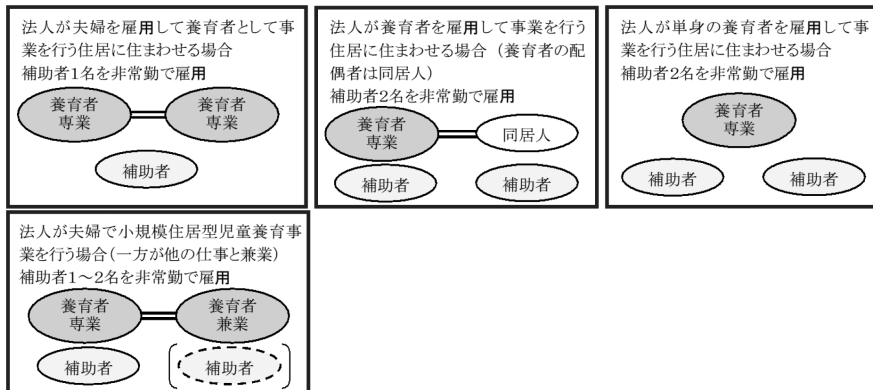 法人が夫婦を雇用して養育者として事
業を行う住居に住まわせる場合
補助者1名を非常勤で雇用
養育者
専業
養育者
専業
補助者
法人が養育者を雇用して事業を行う
住居に住まわせる場合（養育者の配
偶者は同居人）
補助者2名を非常勤で雇用
養育者
専業
同居人
補助者
補助者
法人が単身の養育者を雇用して事
業を行う住居に住まわせる場合
補助者2名を非常勤で雇用
養育者
専業
補助者
補助者
法人が夫婦で小規模住居型児童養育事
業を行う場合(一方が他の仕事と兼業)
補助者1～2名を非常勤で雇用
養育者
専業
養育者
兼業
補助者
補助者